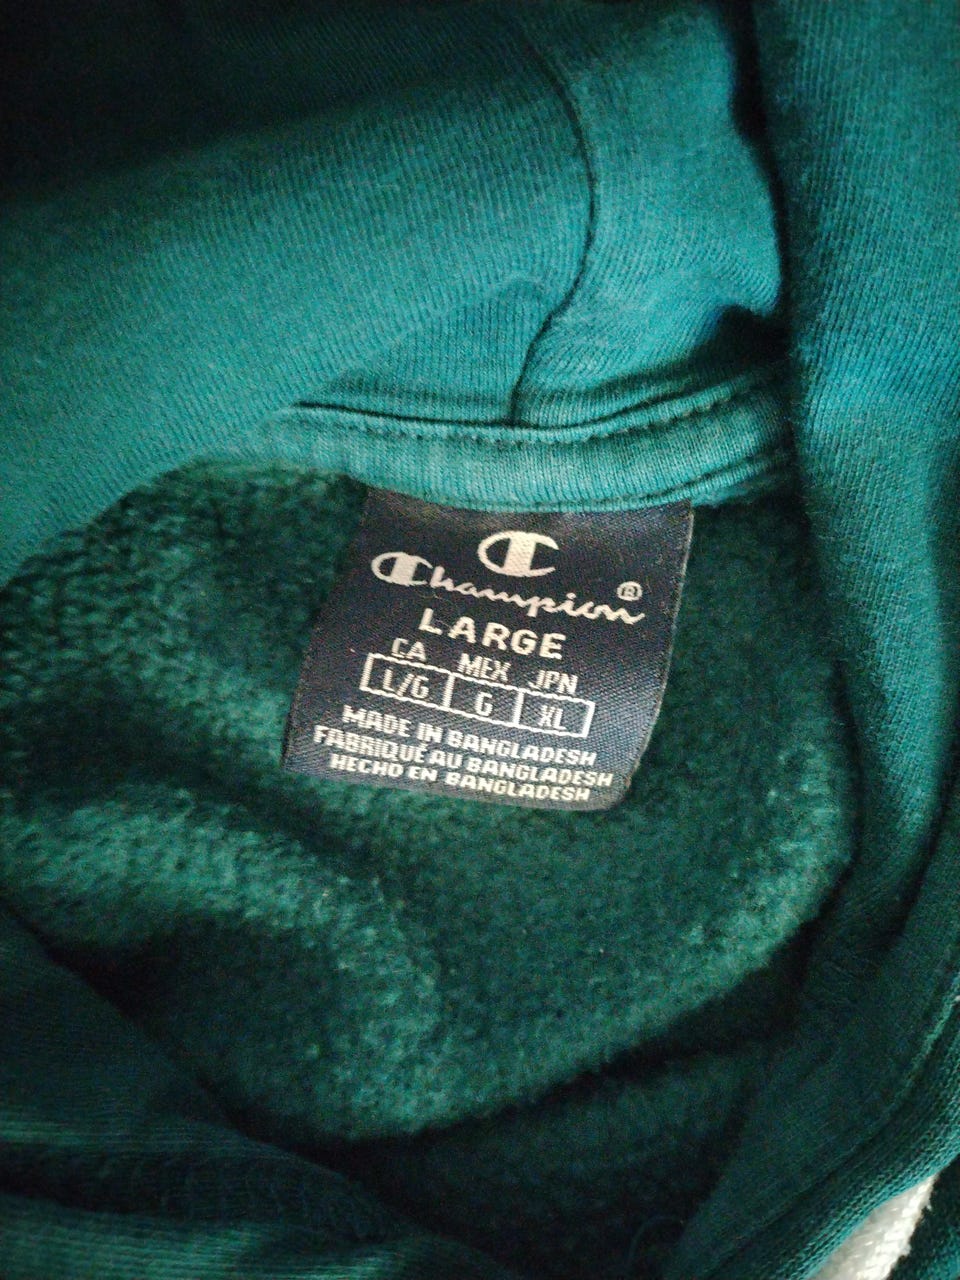 Champion®
LARGE
CA MEX JPN
L/G G XL
MADE IN BANGLADESH
FABRIQUÉ AU BANGLADESH
HECHO EN BANGLADESH